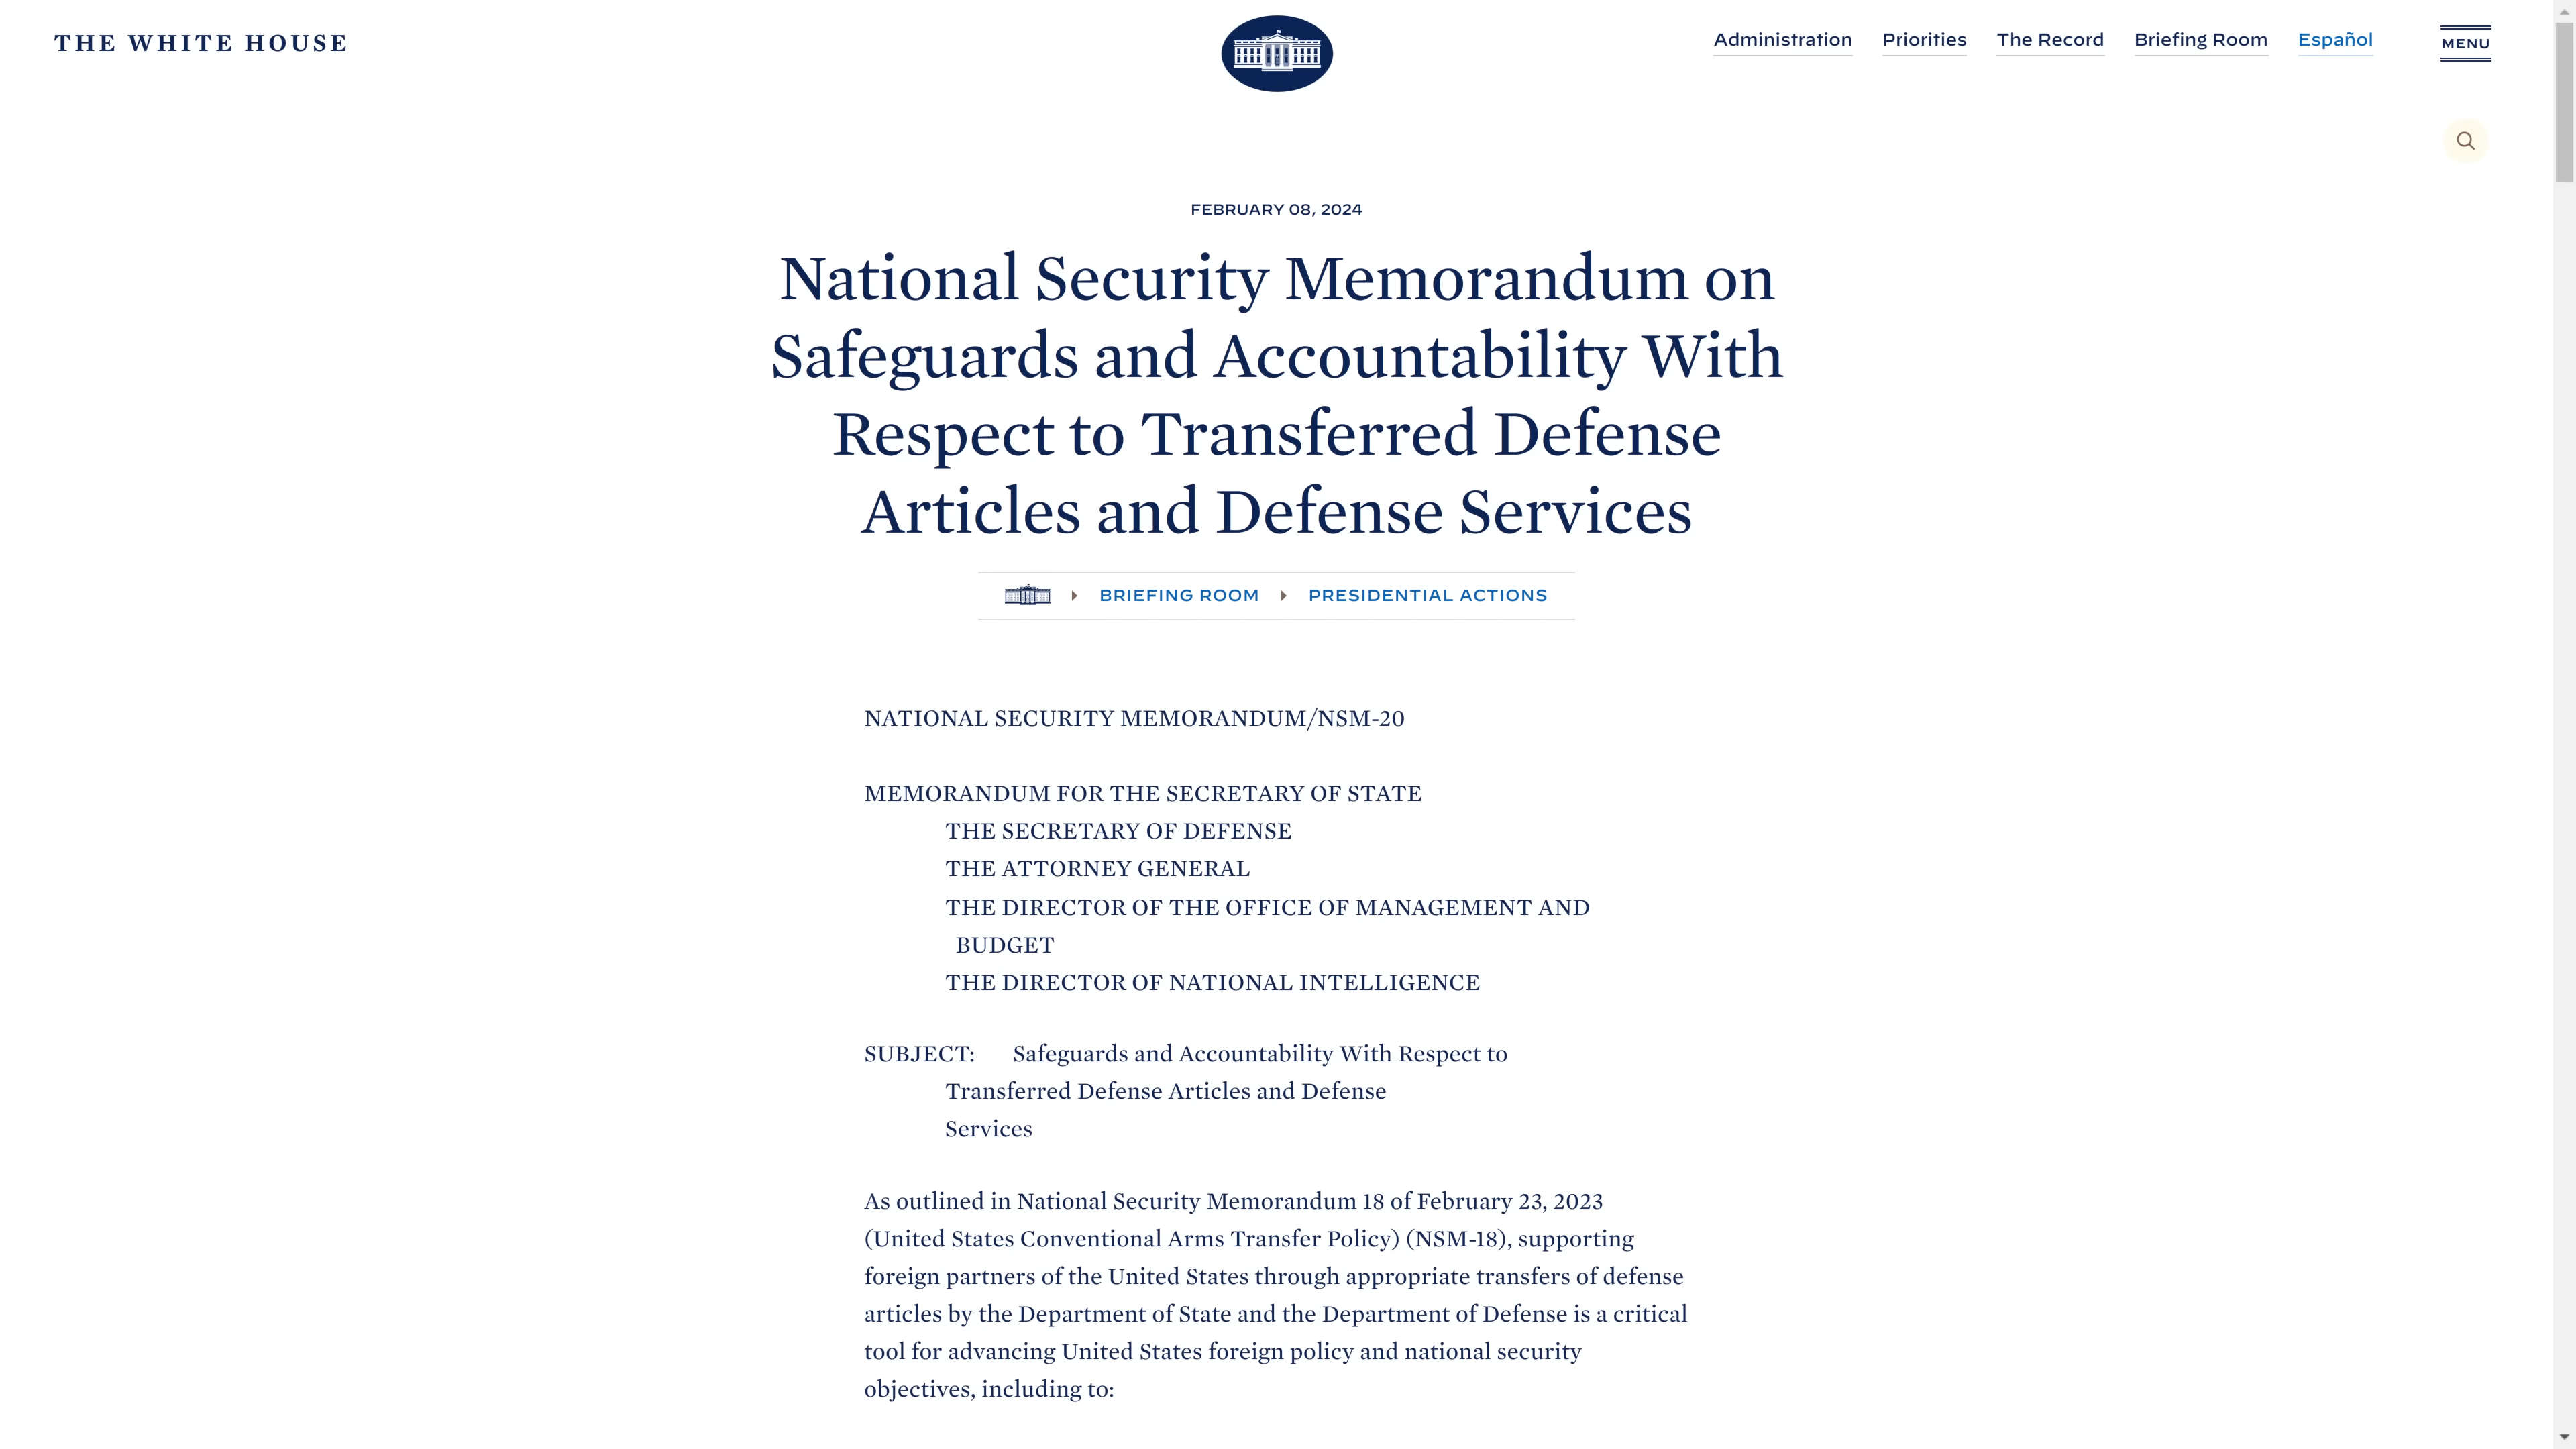 THE WHITE HOUSE
Administration
Priorities
The Record
Briefing Room
Español
MENU
FEBRUARY 08, 2024
National Security Memorandum on
Safeguards and Accountability With
Respect to Transferred Defense
Articles and Defense Services
BRIEFING ROOM
PRESIDENTIAL ACTIONS
NATIONAL SECURITY MEMORANDUM/NSM-20
MEMORANDUM FOR THE SECRETARY OF STATE
THE SECRETARY OF DEFENSE
THE ATTORNEY GENERAL
THE DIRECTOR OF THE OFFICE OF MANAGEMENT AND
BUDGET
THE DIRECTOR OF NATIONAL INTELLIGENCE
SUBJECT: Safeguards and Accountability With Respect to
Transferred Defense Articles and Defense
Services
As outlined in National Security Memorandum 18 of February 23, 2023
(United States Conventional Arms Transfer Policy) (NSM-18), supporting
foreign partners of the United States through appropriate transfers of defense
articles by the Department of State and the Department of Defense is a critical
tool for advancing United States foreign policy and national security
objectives, including to: